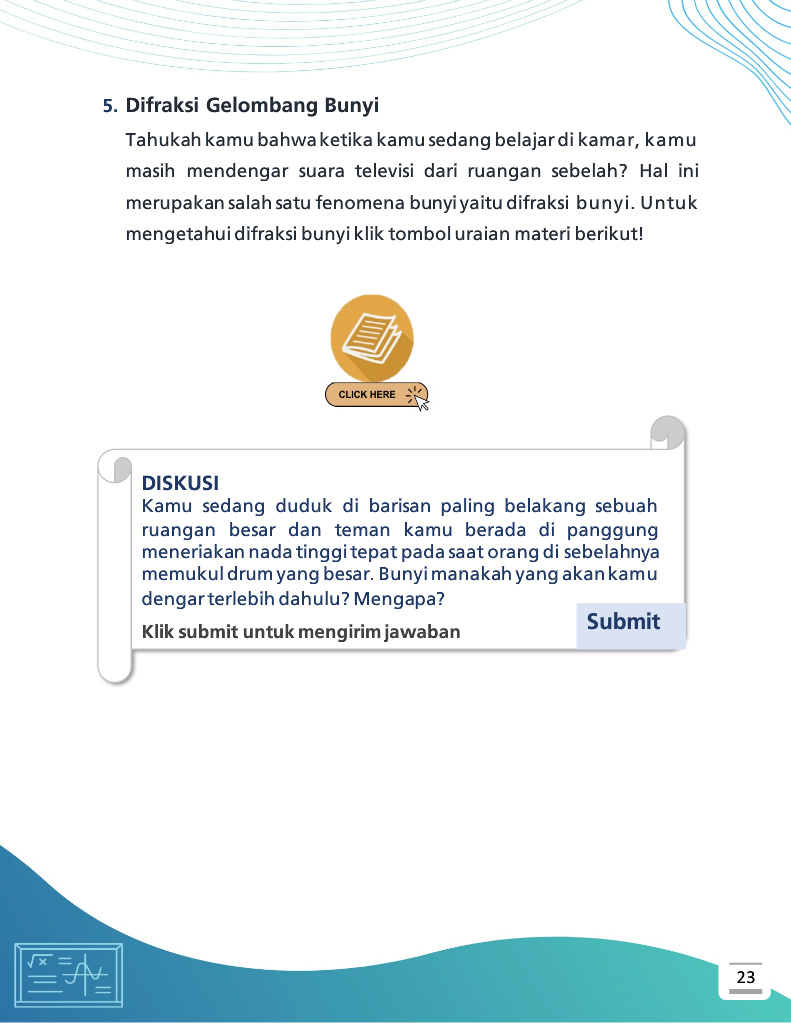 5. Difraksi Gelombang Bunyi
Tahukah kamu bahwa ketika kamu sedang belajar di kamar, kamu
masih mendengar suara televisi dari ruangan sebelah? Hal ini
merupakan salah satu fenomena bunyi yaitu difraksi bunyi. Untuk
mengetahui difraksi bunyi klik tombol uraian materi berikut!
CLICK HERE
DISKUSI
Kamu sedang duduk di barisan paling belakang sebuah
ruangan besar dan teman kamu berada di panggung
meneriakan nada tinggi tepat pada saat orang di sebelahnya
memukul drum yang besar. Bunyi manakah yang akan kamu
dengar terlebih dahulu? Mengapa?
Klik submit untuk mengirim jawaban
Submit
√x
23